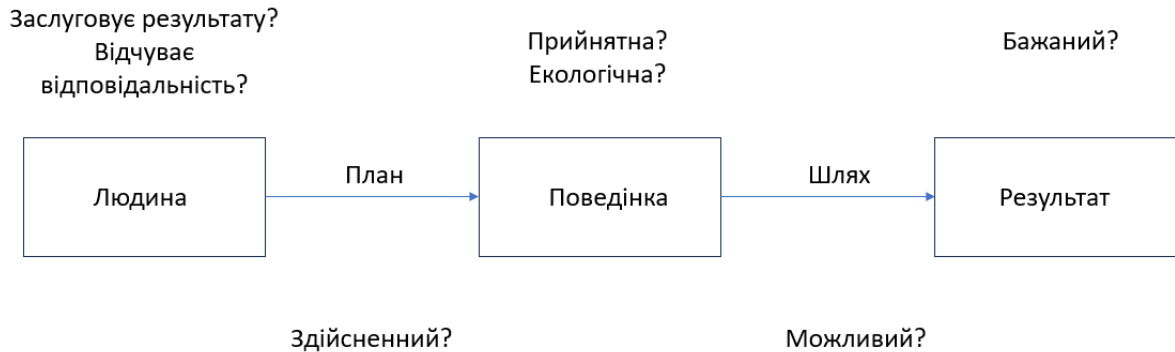 Заслуговує результату?
Відчуває
відповідальність?
Прийнятна?
Екологічна?
Бажаний?
Людина
План
Поведінка
Шлях
Результат
Здійсненний?
Можливий?